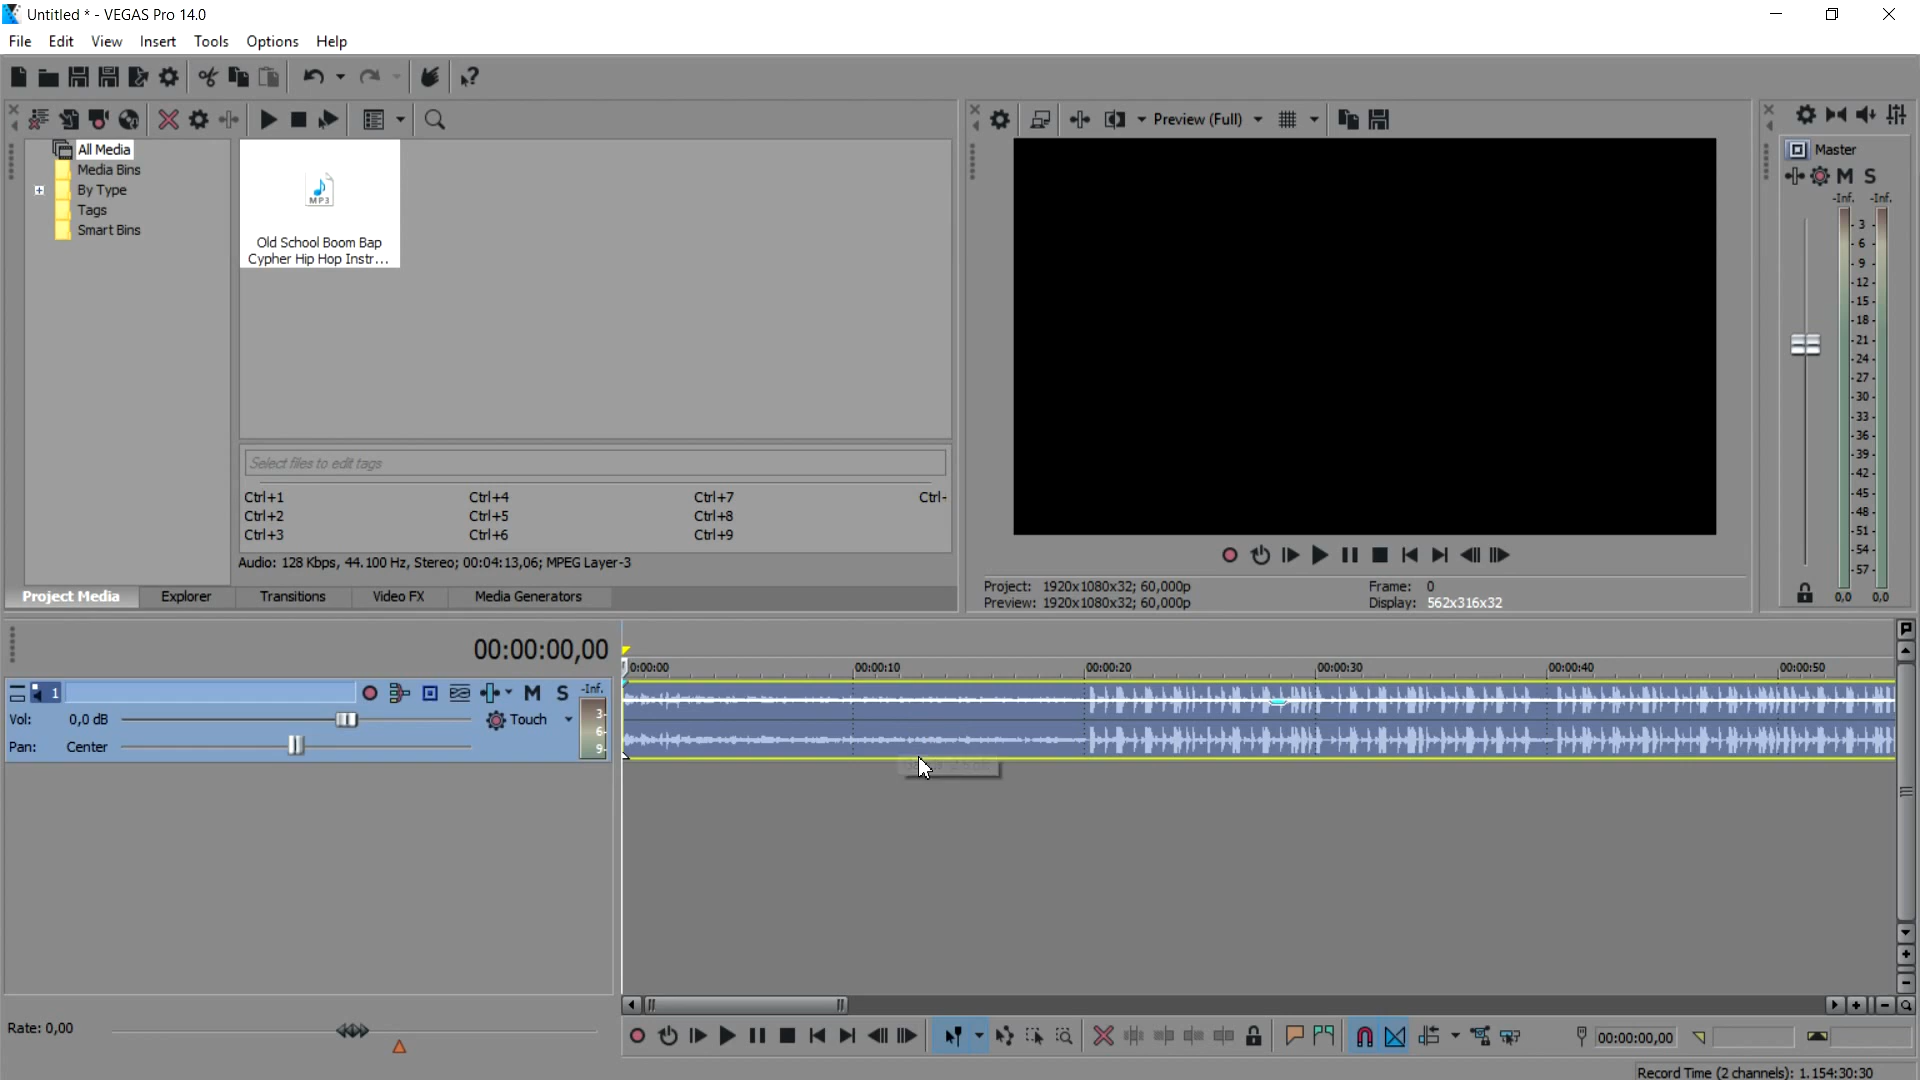 Untitled * - VEGAS Pro 14.0
File Edit View Insert Tools Options Help
Preview (Full)
All Media
Media Bins
By Type
Tags
Smart Bins
MP3
Old School Boom Bap
Cypher Hip Hop Instr...
Master
M S
-Inf. -Inf.
3
6
9
12
15
18
21
24
27
30
33
36
39
42
45
48
51
54
57
0,0 0,0
Select files to edit tags
Ctrl+1 Ctrl+4 Ctrl+7 Ctrl-
Ctrl+2 Ctrl+5 Ctrl+8
Ctrl+3 Ctrl+6 Ctrl+9
Audio: 128 Kbps, 44.100 Hz, Stereo; 00:04:13,06; MPEG Layer-3
Project Media Explorer Transitions Video FX Media Generators
Project: 1920x1080x32; 60,000p Frame: 0
Preview: 1920x1080x32; 60,000p Display: 562x316x32
00:00:00,00
0:00:00 00:00:10 00:00:20 00:00:30 00:00:40 00:00:50
1 M S -Inf.
Vol: 0,0 dB Touch
3
6
9
Pan: Center
Rate: 0,00
00:00:00,00
Record Time (2 channels): 1.154:30:30